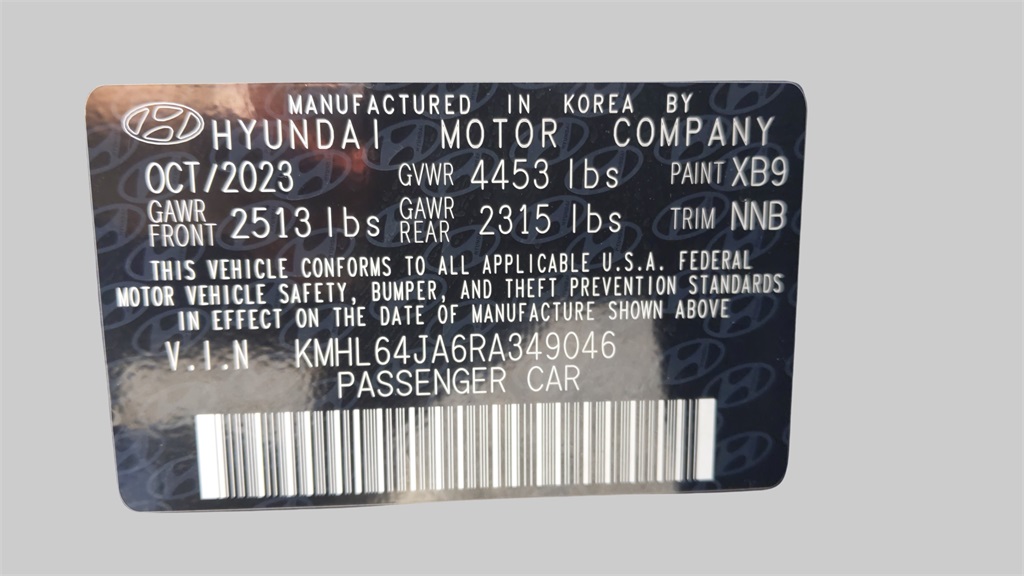 MANUFACTURED IN KOREA BY
HYUNDAI MOTOR COMPANY
OCT/2023 GVWR 4453 lbs PAINT XB9
GAWR FRONT 2513 lbs GAWR REAR 2315 lbs TRIM NNB
THIS VEHICLE CONFORMS TO ALL APPLICABLE U.S.A. FEDERAL
MOTOR VEHICLE SAFETY, BUMPER, AND THEFT PREVENTION STANDARDS
IN EFFECT ON THE DATE OF MANUFACTURE SHOWN ABOVE
V.I.N KMHL64JA6RA349046
PASSENGER CAR